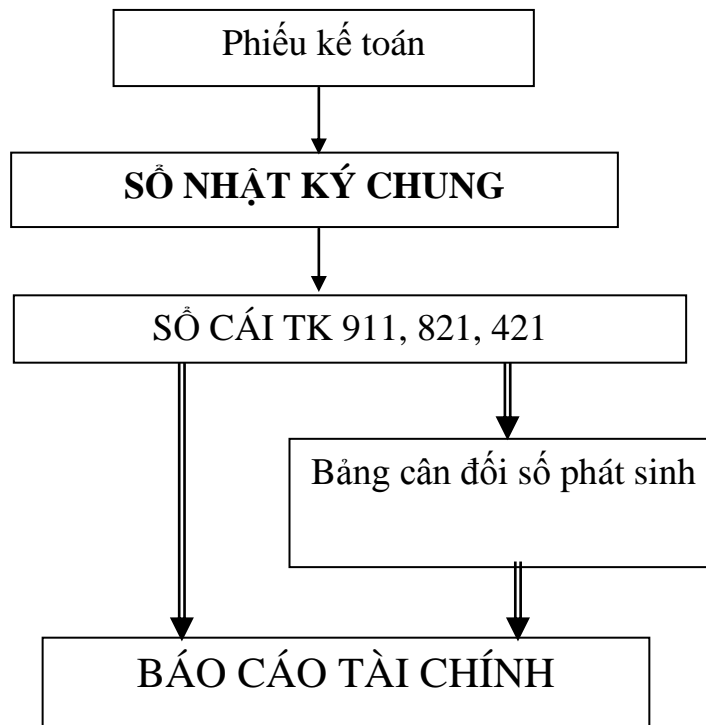 Phiếu kế toán
SỔ NHẬT KÝ CHUNG
SỔ CÁI TK 911, 821, 421
Bảng cân đối số phát sinh
BÁO CÁO TÀI CHÍNH